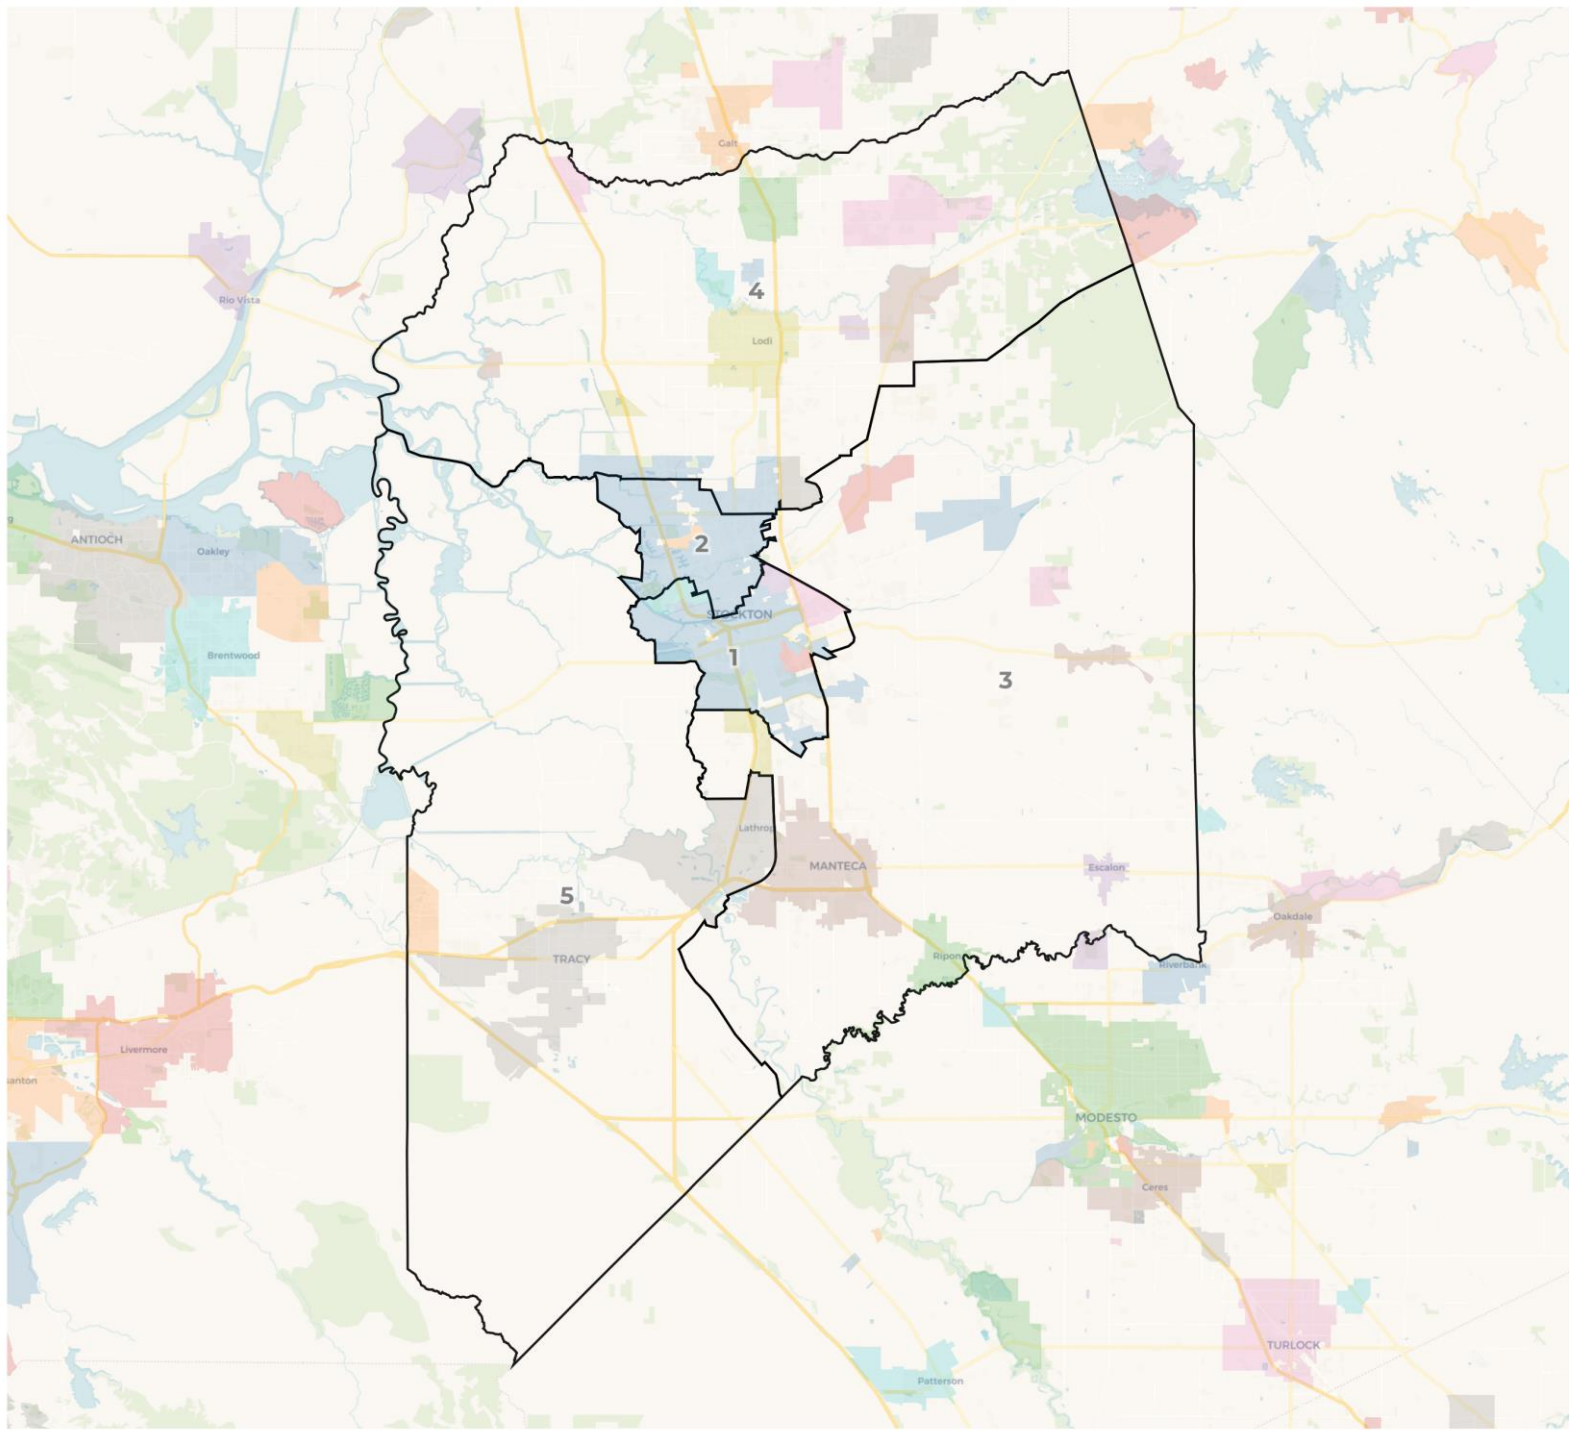 Galt
4
Rio Vista
Lodi
ANTIOCH
Oakley
2
STOCKTON
Brentwood
1
3
Lathrop
MANTECA
Escalon
5
Oakdale
TRACY
Ripon
Riverbank
Livermore
santon
MODESTO
Ceres
TURLOCK
Patterson